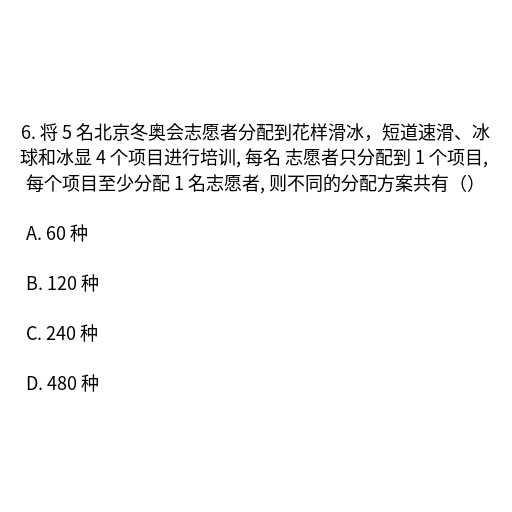 6. 将 5 名北京冬奥会志愿者分配到花样滑冰，短道速滑、冰
球和冰显 4 个项目进行培训, 每名 志愿者只分配到 1 个项目,
每个项目至少分配 1 名志愿者, 则不同的分配方案共有（）
A. 60 种
B. 120 种
C. 240 种
D. 480 种